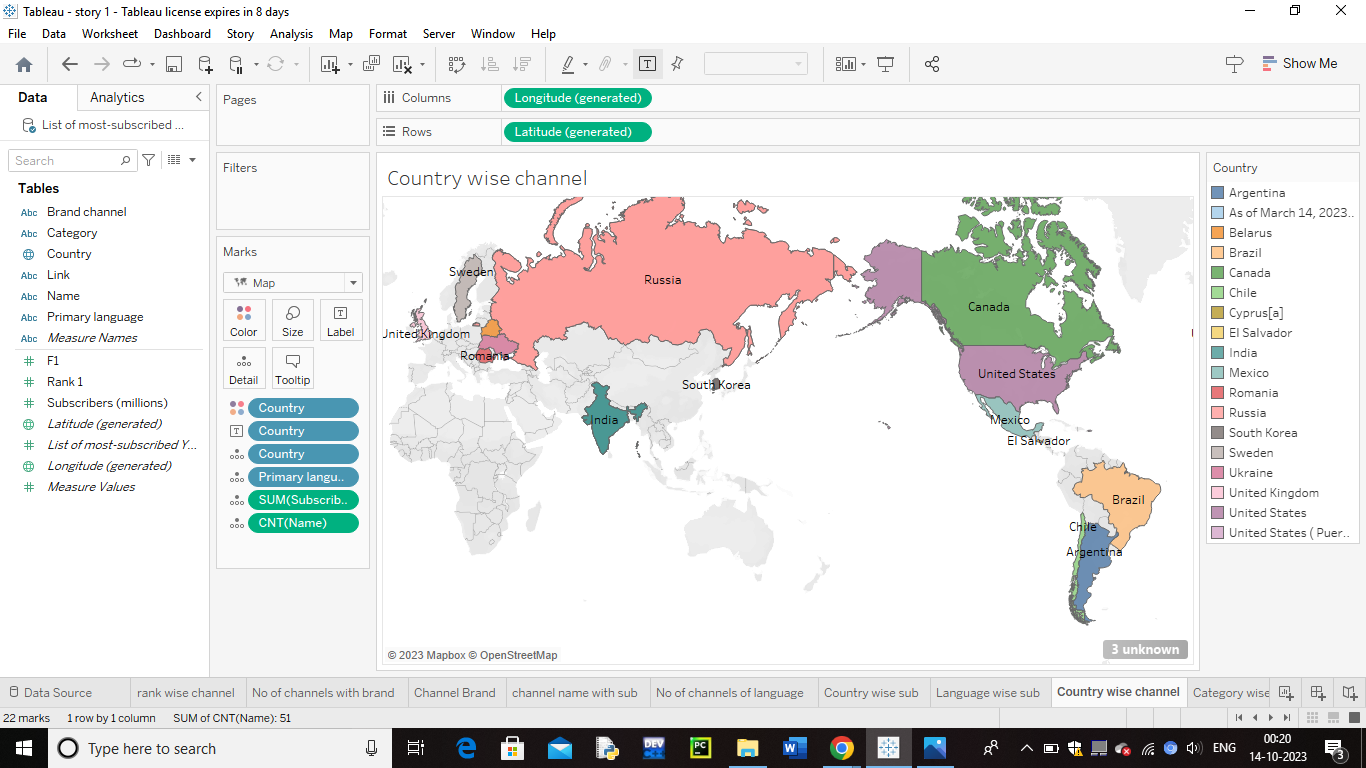 Tableau - story 1 - Tableau license expires in 8 days
File Data Worksheet Dashboard Story Analysis Map Format Server Window Help
Show Me
Data Analytics
List of most-subscribed ...
Search
Tables
Abc Brand channel
Abc Category
Country
Abc Link
Abc Name
Abc Primary language
Abc Measure Names
# F1
# Rank 1
# Subscribers (millions)
Latitude (generated)
# List of most-subscribed Y...
Longitude (generated)
# Measure Values
Pages
Filters
Marks
Map
Color Size Label
Detail Tooltip
Country
Country
Country
Primary langu..
SUM(Subscrib..
CNT(Name)
Columns Longitude (generated)
Rows Latitude (generated)
Country wise channel
Sweden
Russia
United Kingdom
Romania
South Korea
India
Canada
United States
Mexico
El Salvador
Brazil
Chile
Argentina
© 2023 Mapbox © OpenStreetMap
3 unknown
Country
Argentina
As of March 14, 2023..
Belarus
Brazil
Canada
Chile
Cyprus[a]
El Salvador
India
Mexico
Romania
Russia
South Korea
Sweden
Ukraine
United Kingdom
United States
United States ( Puer..
Data Source rank wise channel No of channels with brand Channel Brand channel name with sub No of channels of language Country wise sub Language wise sub Country wise channel Category wise
22 marks 1 row by 1 column SUM of CNT(Name): 51
Type here to search
DEV
PC
ENG
00:20
14-10-2023
3